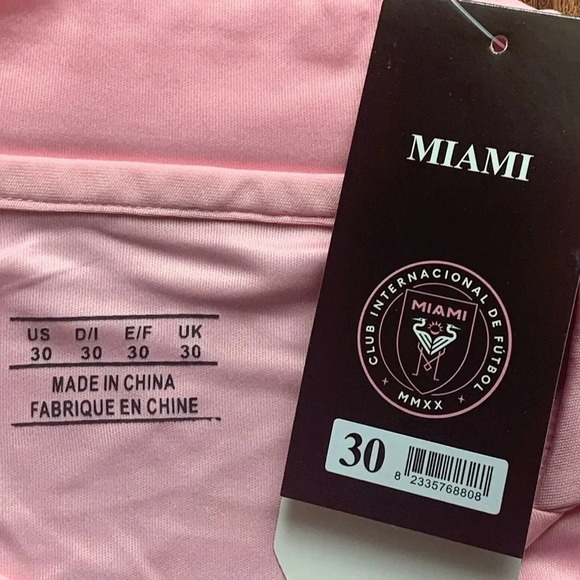 US D/I E/F UK
30 30 30 30
MADE IN CHINA
FABRIQUE EN CHINE
MIAMI
CLUB INTERNACIONAL DE FÚTBOL
MIAMI
MMXX
30
8 2335768808